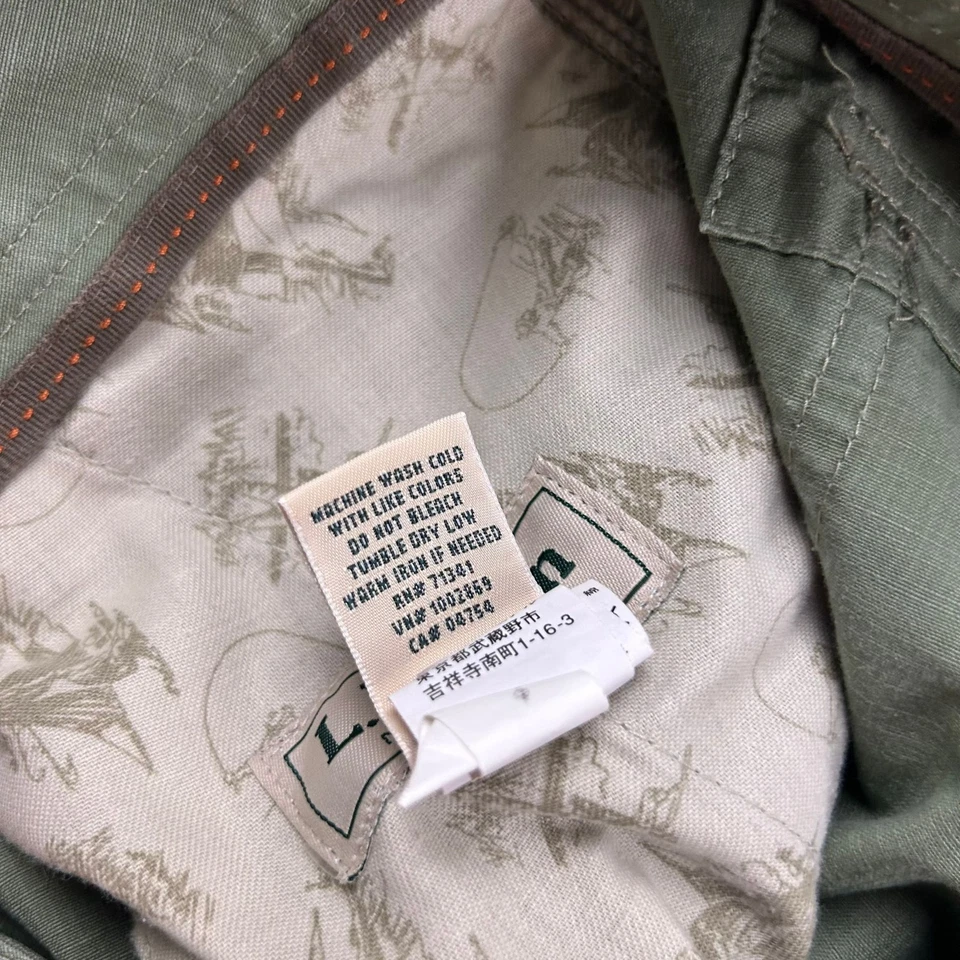 MACHINE WASH COLD
WITH LIKE COLORS
DO NOT BLEACH
TUMBLE DRY LOW
WARM IRON IF NEEDED
RN# 71341
VN# 1002869
CA# 04754
東京都武蔵野市
吉祥寺南町1-16-3
L.
n